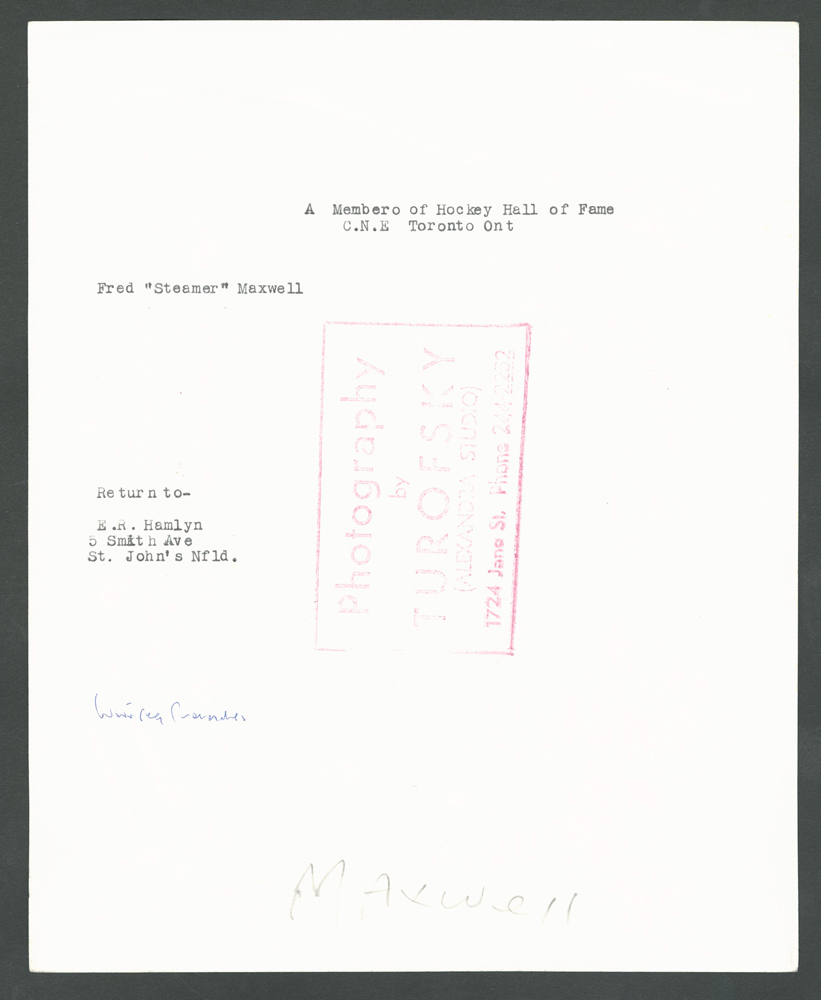 A Membero of Hockey Hall of Fame
C.N.E Toronto Ont
Fred "Steamer" Maxwell
Photography
by
TUROFSKY
(ALEXANDRA STUDIO)
1724 Jane St. Phone 244-2252
Return to-
E.R. Hamlyn
5 Smith Ave
St. John's Nfld.
Maxwell